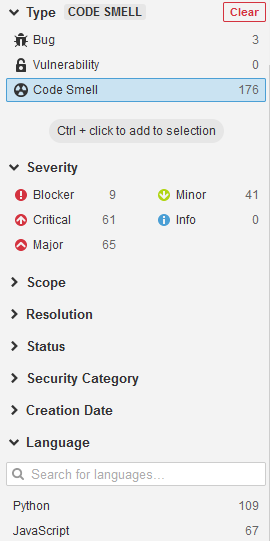 Type CODE SMELL Clear
Bug 3
Vulnerability 0
Code Smell 176
Ctrl + click to add to selection
Severity
Blocker 9 Minor 41
Critical 61 Info 0
Major 65
Scope
Resolution
Status
Security Category
Creation Date
Language
Search for languages...
Python 109
JavaScript 67